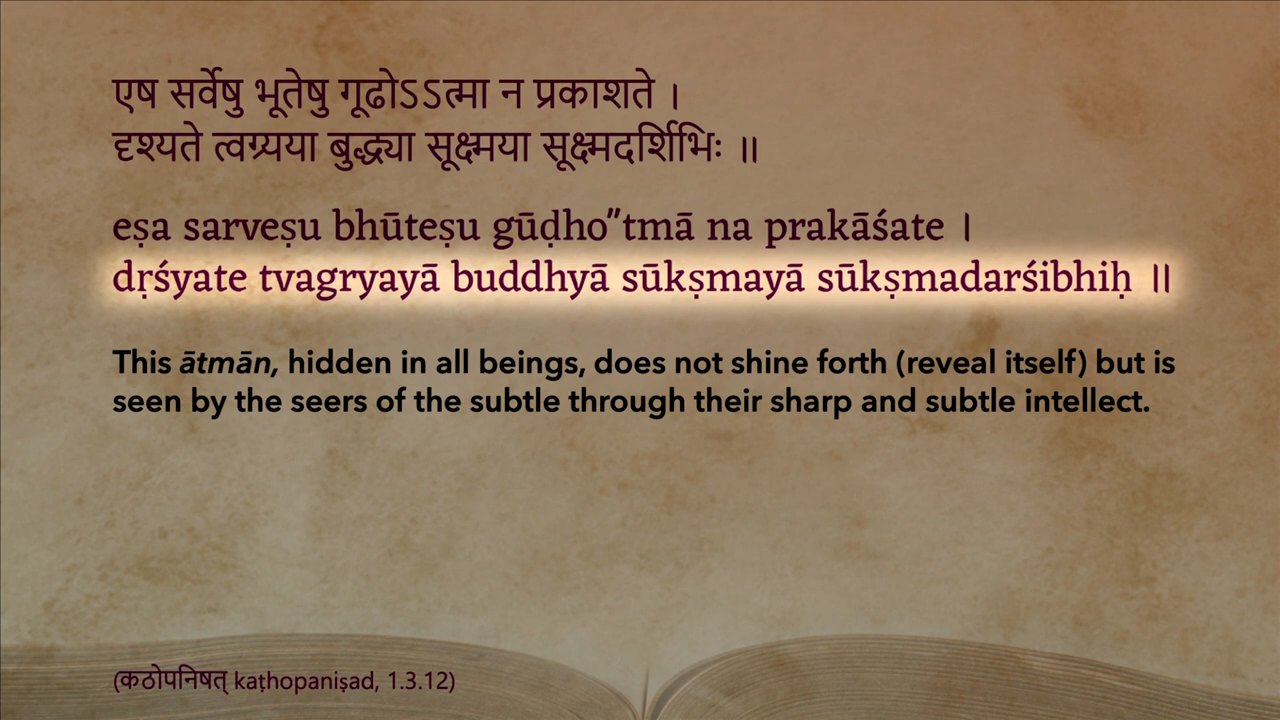 एष सर्वेषु भूतेषु गूढोऽऽत्मा न प्रकाशते ।
दृश्यते त्वग्र्यया बुद्ध्या सूक्ष्मया सूक्ष्मदर्शिभिः ॥
eṣa sarveṣu bhūteṣu gūḍho”tmā na prakāśate ।
dṛśyate tvagryayā buddhyā sūkṣmayā sūkṣmadarśibhiḥ ॥
This ātmān, hidden in all beings, does not shine forth (reveal itself) but is
seen by the seers of the subtle through their sharp and subtle intellect.
(कठोपनिषत् kaṭhopaniṣad, 1.3.12)